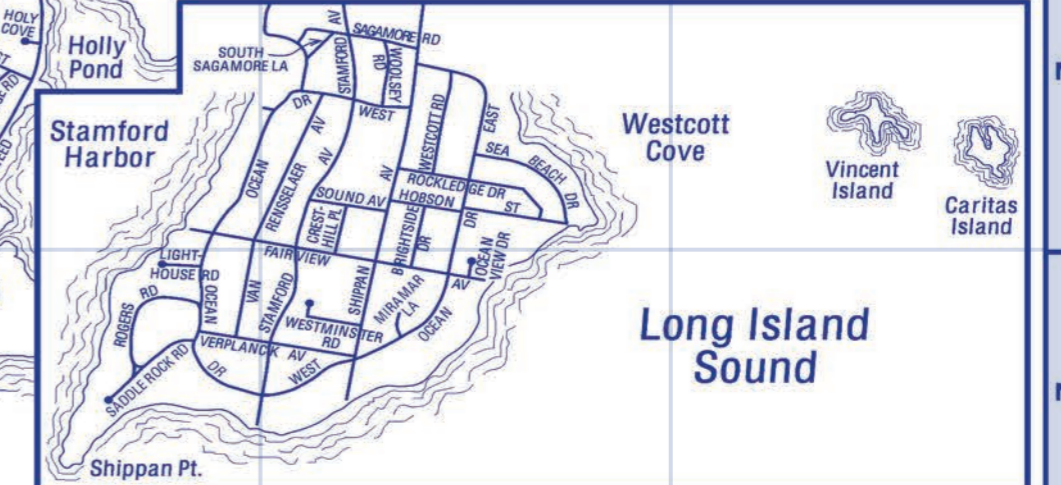 HOLY
COVE
Holly
Pond
SOUTH
SAGAMORE LA
AV
STAMFORD
SAGAMORE RD
WOOLSEY
RD
Stamford
Harbor
DR
AV
WEST
WESTCOTT RD
EAST
Westcott
Cove
Vincent
Island
Caritas
Island
OCEAN
RENSSELAER
AV
AV
SEA
BEACH
DR
ROCKLEDGE DR
SOUND AV
HOBSON
ST
CREST-
HILL PL
BRIGHTSIDE
DR
DR
OCEAN
VIEW DR
FAIRVIEW
AV
LIGHT-
HOUSE RD
OCEAN
VAN
STAMFORD
SHIPPAN
MIRAMAR
LA
OCEAN
ROGERS
RD
WESTMINSTER
RD
VERPLANCK
AV
DR
WEST
SADDLE ROCK RD
Long Island
Sound
Shippan Pt.